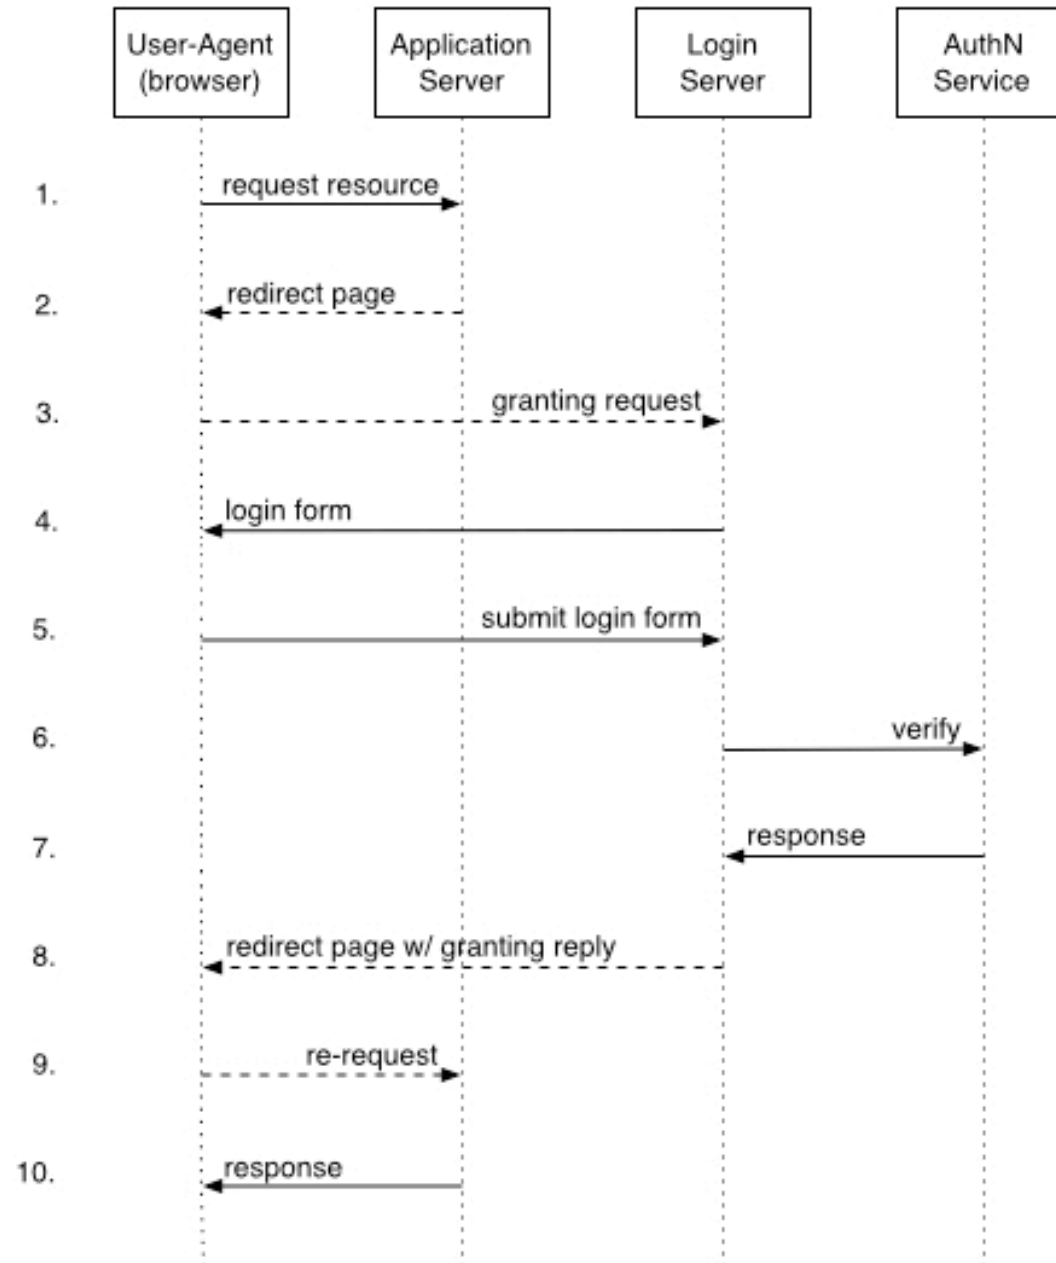 User-Agent
(browser)
Application
Server
Login
Server
AuthN
Service
1.
request resource
2.
redirect page
3.
granting request
4.
login form
5.
submit login form
6.
verify
7.
response
8.
redirect page w/ granting reply
9.
re-request
10.
response